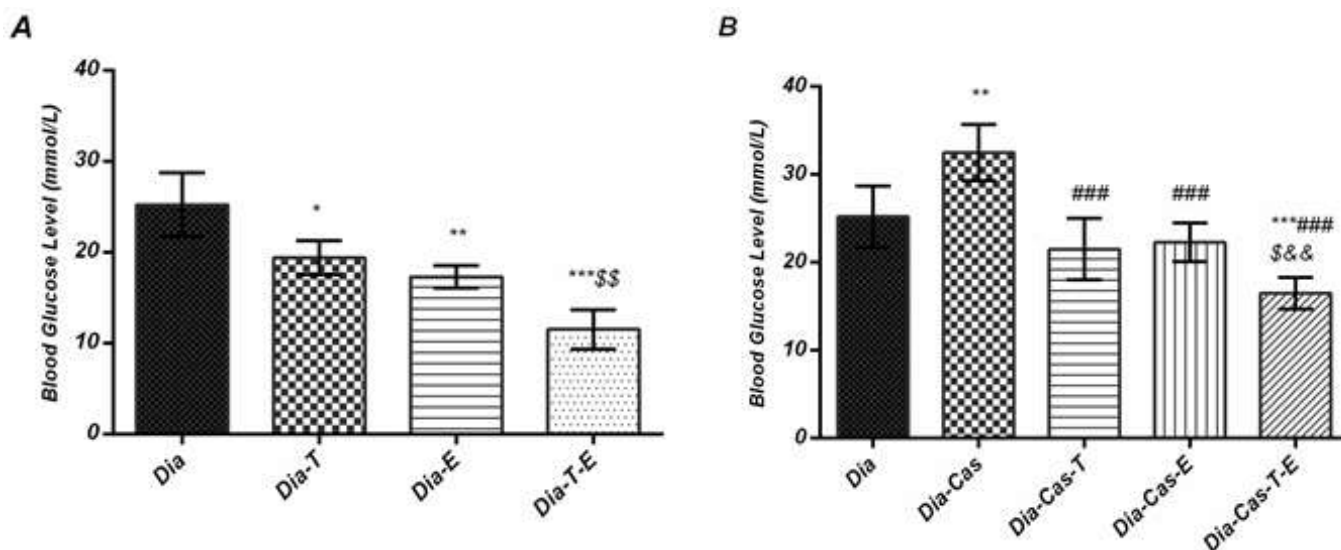 A
Blood Glucose Level (mmol/L)
40
30
20
10
0
*
**
***$$
Dia
Dia-T
Dia-E
Dia-T-E
B
Blood Glucose Level (mmol/L)
40
30
20
10
0
**
###
###
***###
$&&
Dia
Dia-Cas
Dia-Cas-T
Dia-Cas-E
Dia-Cas-T-E